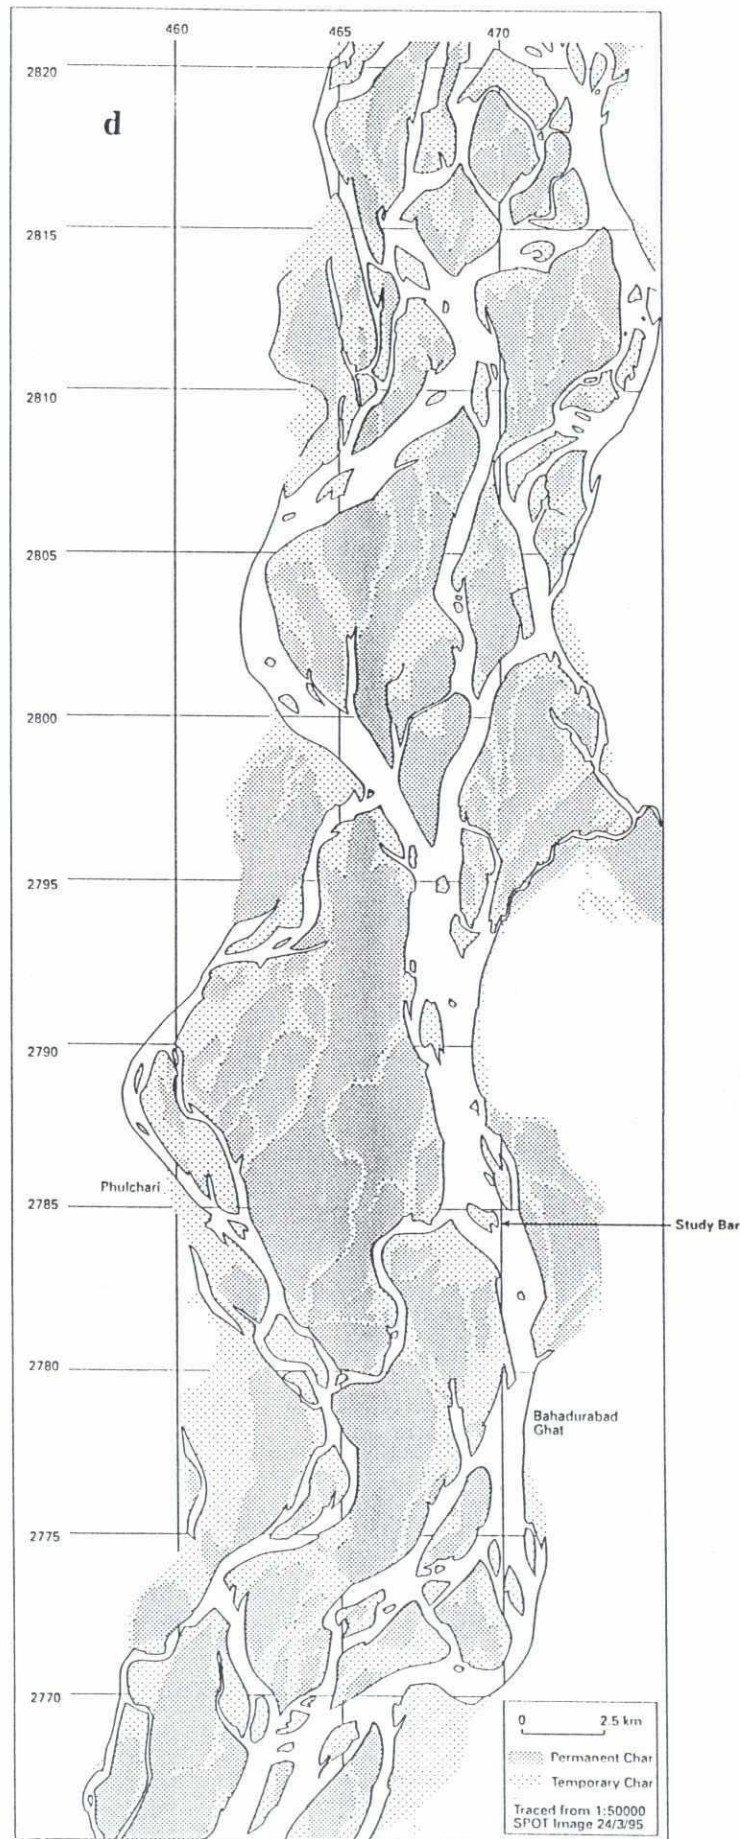 460 465 470
2820
d
2815
2810
2805
2800
2795
2790
Phulchari
2785
Study Bar
2780
Bahadurabad
Ghat
2775
2770
0 2.5 km
Permanent Char
Temporary Char
Traced from 1:50000
SPOT Image 24/3/95